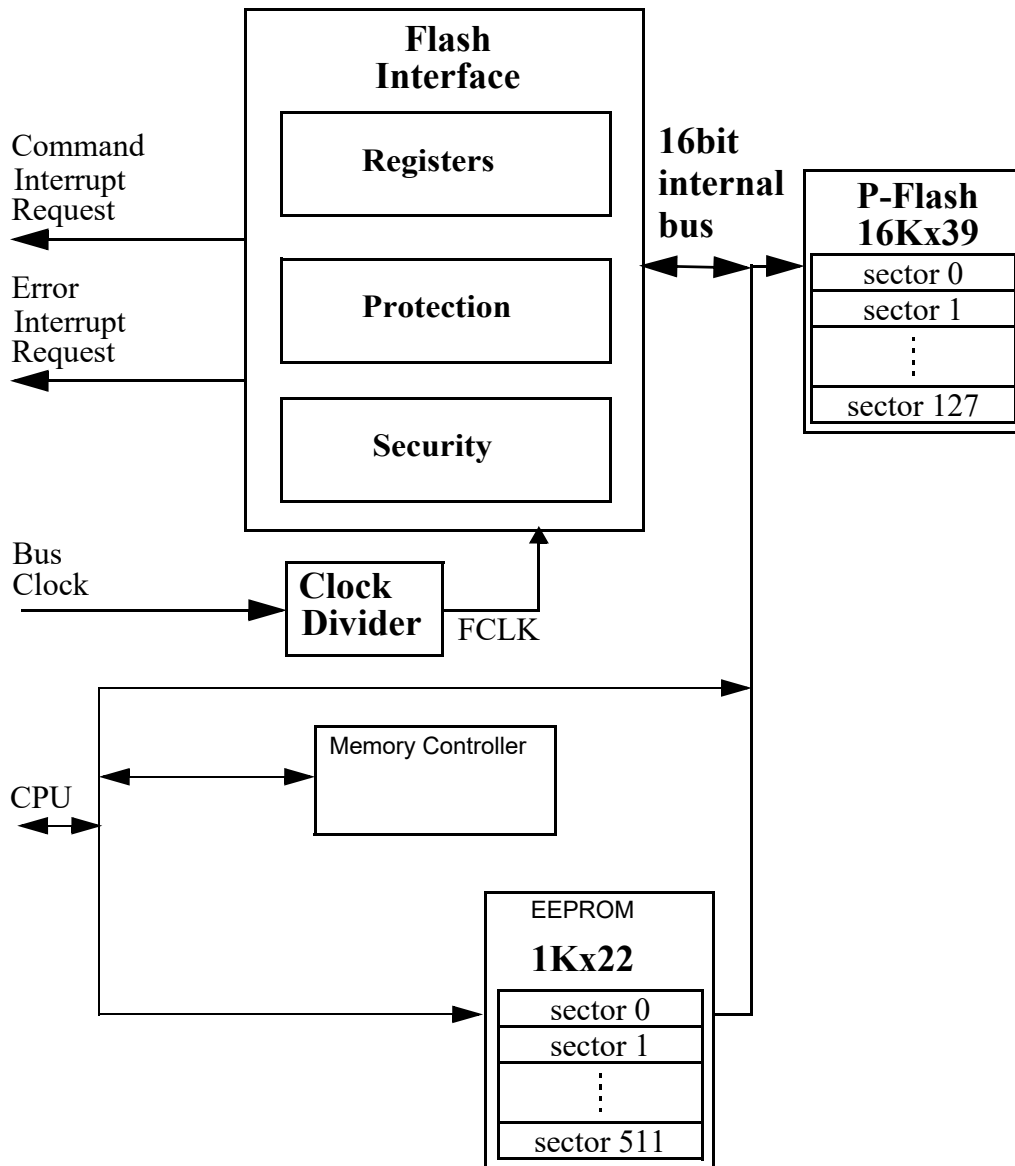 Flash
Interface
Registers
Protection
Security
Command
Interrupt
Request
Error
Interrupt
Request
16bit
internal
bus
P-Flash
16Kx39
sector 0
sector 1
sector 127
Bus
Clock
Clock
Divider
FCLK
Memory Controller
CPU
EEPROM
1Kx22
sector 0
sector 1
sector 511